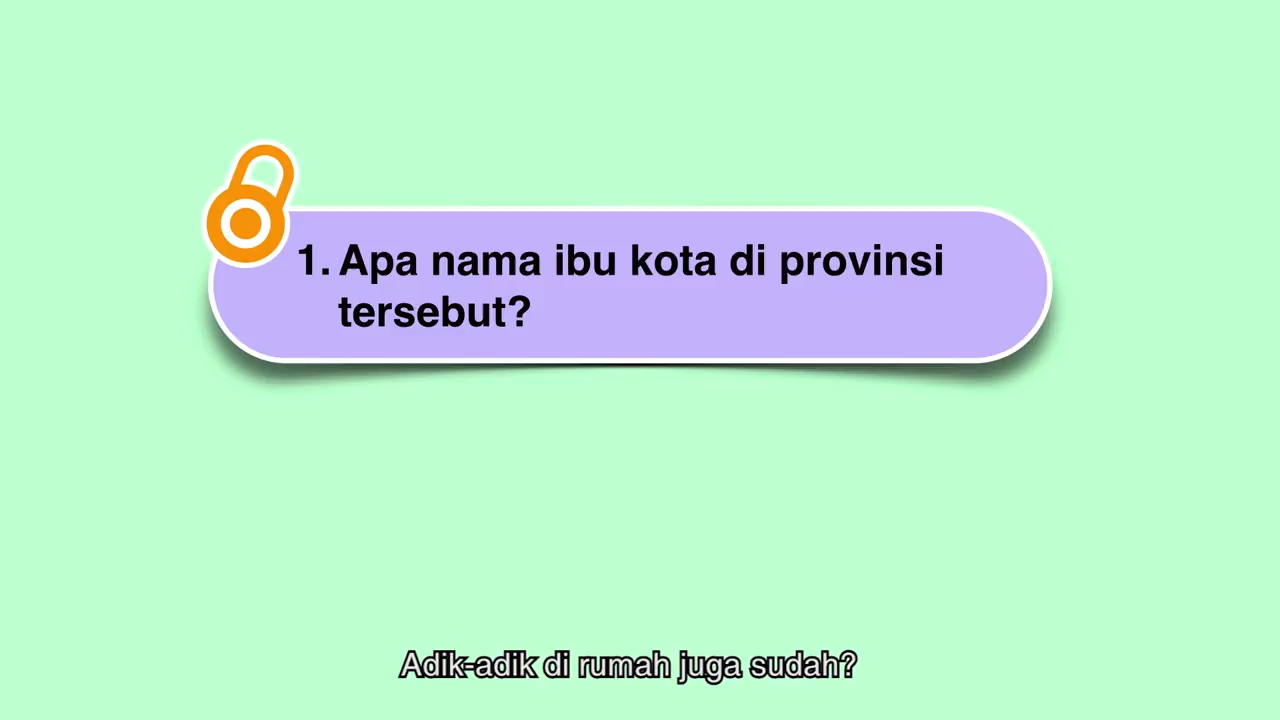 1. Apa nama ibu kota di provinsi
tersebut?
Adik-adik di rumah juga sudah?